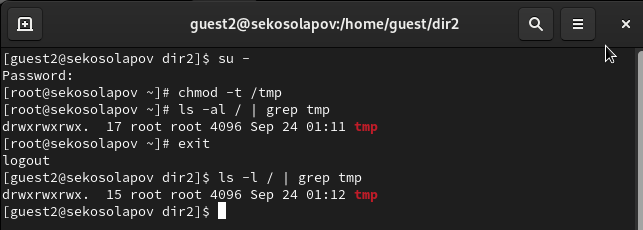 guest2@sekosolapov:/home/guest/dir2
[guest2@sekosolapov dir2]$ su -
Password:
[root@sekosolapov ~]# chmod -t /tmp
[root@sekosolapov ~]# ls -al / | grep tmp
drwxrwxrwx.  17 root root 4096 Sep 24 01:11 tmp
[root@sekosolapov ~]# exit
logout
[guest2@sekosolapov dir2]$ ls -l / | grep tmp
drwxrwxrwx.  15 root root 4096 Sep 24 01:12 tmp
[guest2@sekosolapov dir2]$